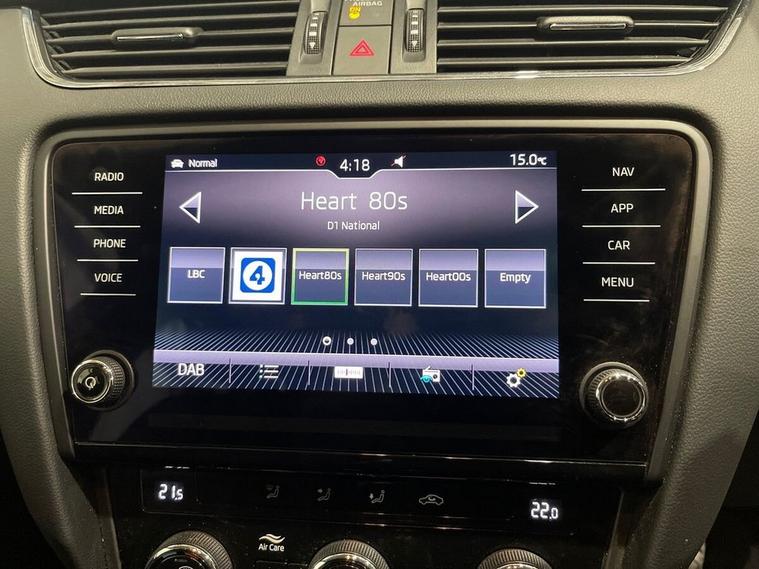 AIRBAG
ON
Normal
4:18
15.0°C
RADIO
MEDIA
PHONE
VOICE
NAV
APP
CAR
MENU
Heart 80s
D1 National
LBC
4
Heart80s
Heart90s
Heart00s
Empty
DAB
21.5
22.0
Air Care